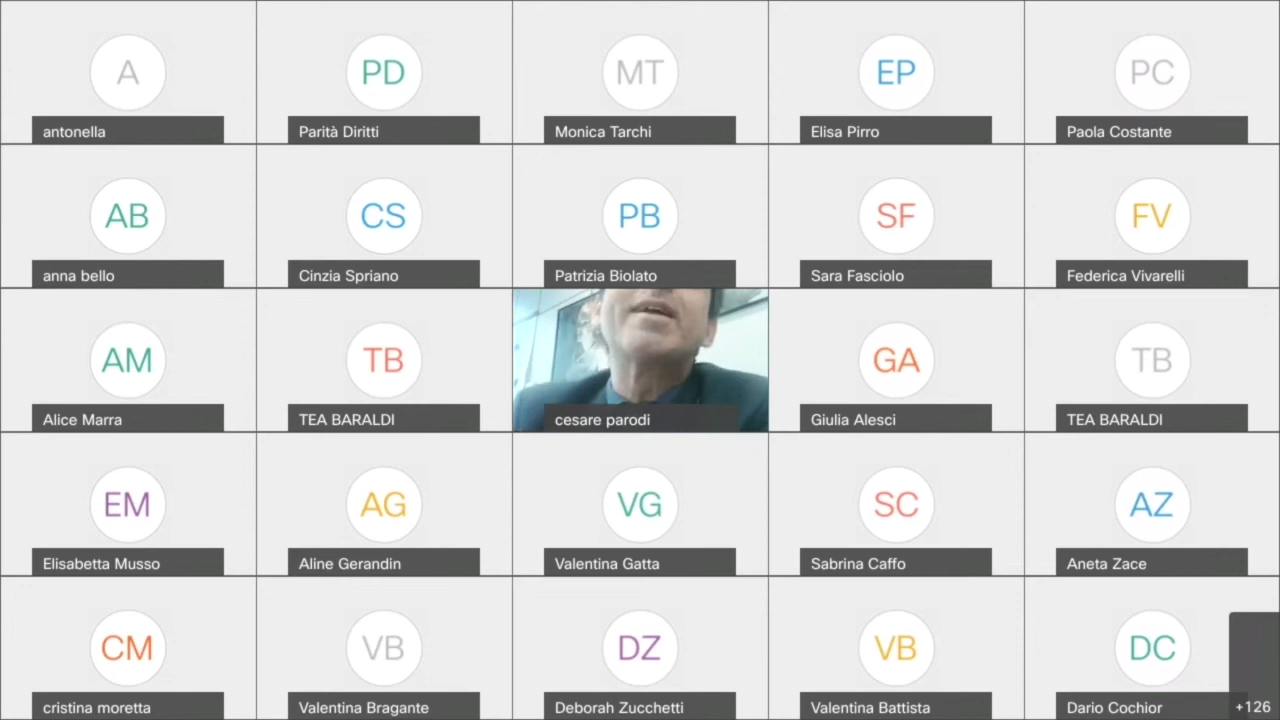 A
PD
MT
EP
PC
antonella
Parità Diritti
Monica Tarchi
Elisa Pirro
Paola Costante
AB
CS
PB
SF
FV
anna bello
Cinzia Spriano
Patrizia Biolato
Sara Fasciolo
Federica Vivarelli
AM
TB
GA
TB
Alice Marra
TEA BARALDI
cesare parodi
Giulia Alesci
TEA BARALDI
EM
AG
VG
SC
AZ
Elisabetta Musso
Aline Gerandin
Valentina Gatta
Sabrina Caffo
Aneta Zace
CM
VB
DZ
VB
DC
cristina moretta
Valentina Bragante
Deborah Zucchetti
Valentina Battista
Dario Cochior
+126